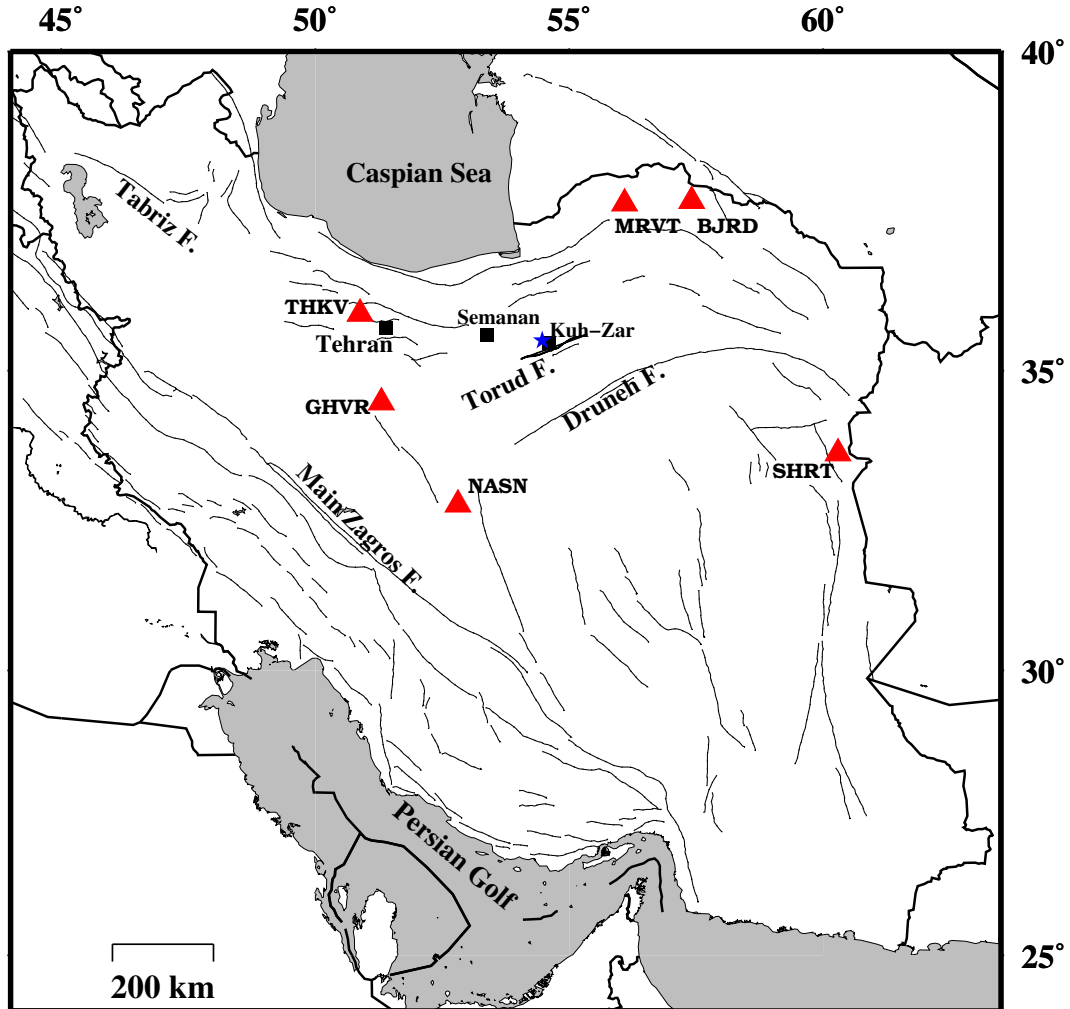 45°
50°
55°
60°
40°
Caspian Sea
Tabriz F.
MRVT
BJRD
THKV
Semanan
Kuh-Zar
Tehran
35°
Torud F.
Druneh F.
GHVR
SHRT
NASN
Main Zagros F.
30°
Persian Golf
25°
200 km